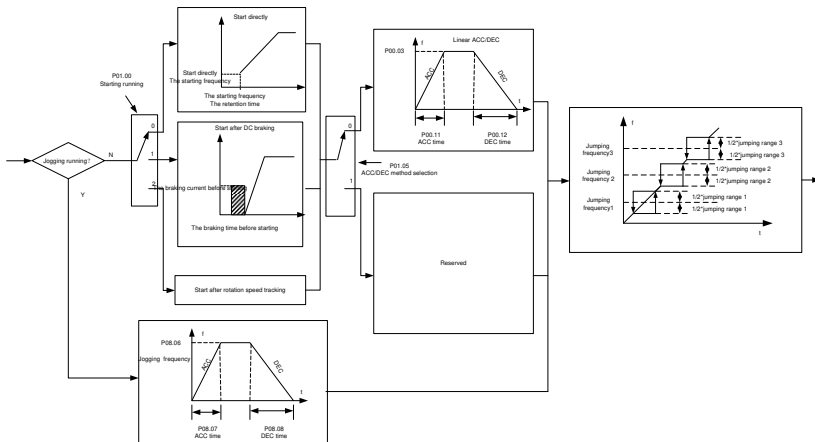 P01.00
Starting running
Jogging running?
N
Y
0
1
2
Start directly
Start directly
The starting frequency
The starting frequency
The retention time
Start after DC braking
braking current before
The braking time before starting
Start after rotation speed tracking
0
1
P01.05
ACC/DEC method selection
P00.03
f
Linear ACC/DEC
ACC
DEC
t
P00.11
ACC time
P00.12
DEC time
Reserved
f
Jumping
frequency3
Jumping
frequency 2
Jumping
frequency1
1/2*jumping range 3
1/2*jumping range 3
1/2*jumping range 2
1/2*jumping range 2
1/2*jumping range 1
1/2*jumping range 1
t
P08.06
Jogging frequency
f
ACC
DEC
t
P08.07
ACC time
P08.08
DEC time